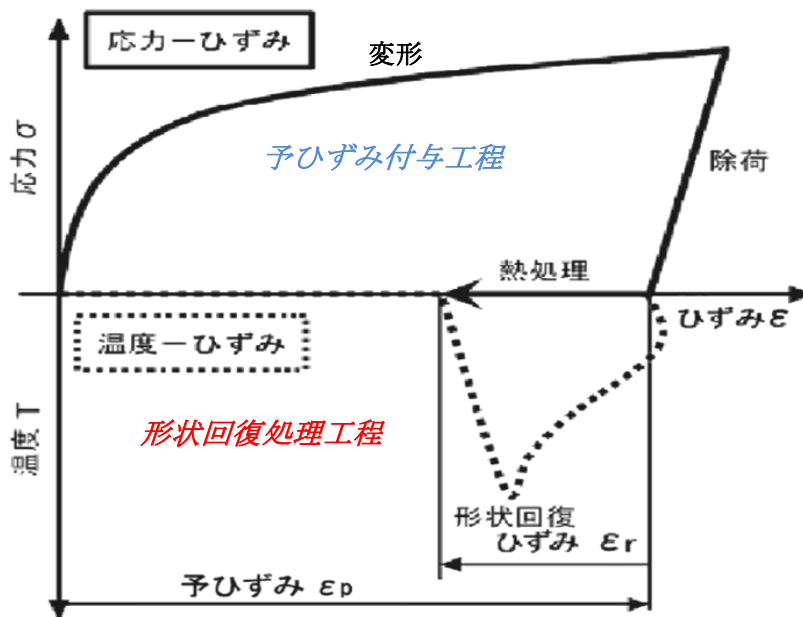 応力－ひずみ
変形
応力σ
予ひずみ付与工程
除荷
熱処理
ひずみε
温度－ひずみ
温度T
形状回復処理工程
形状回復
ひずみ εr
予ひずみ εp